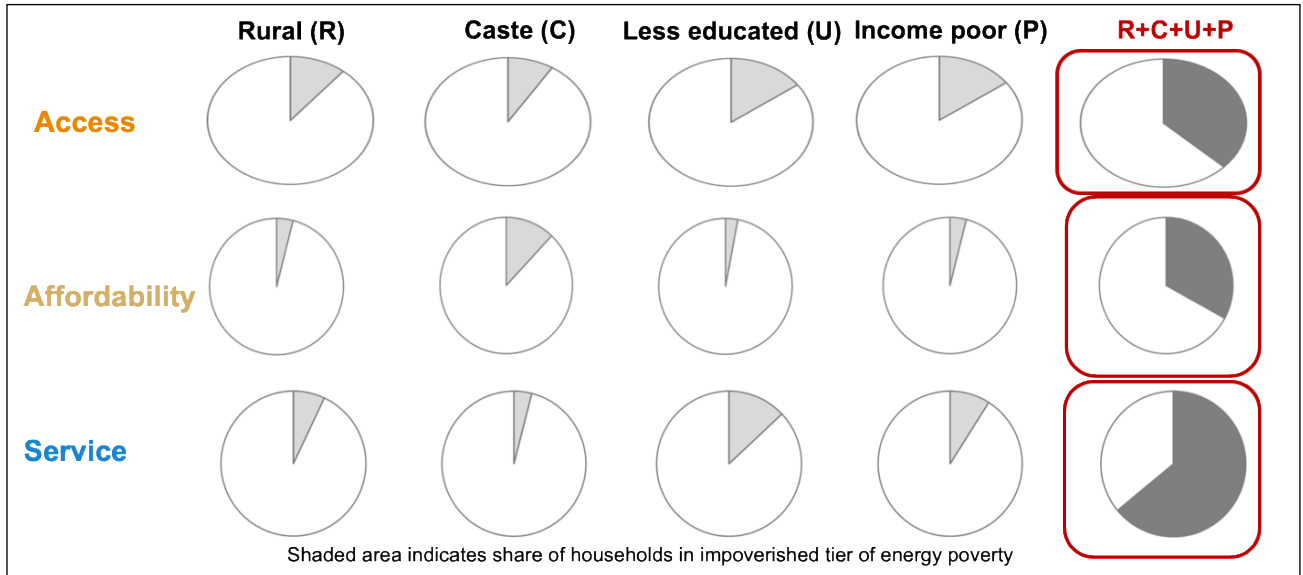 Rural (R) Caste (C) Less educated (U) Income poor (P) R+C+U+P
Access
Affordability
Service
Shaded area indicates share of households in impoverished tier of energy poverty